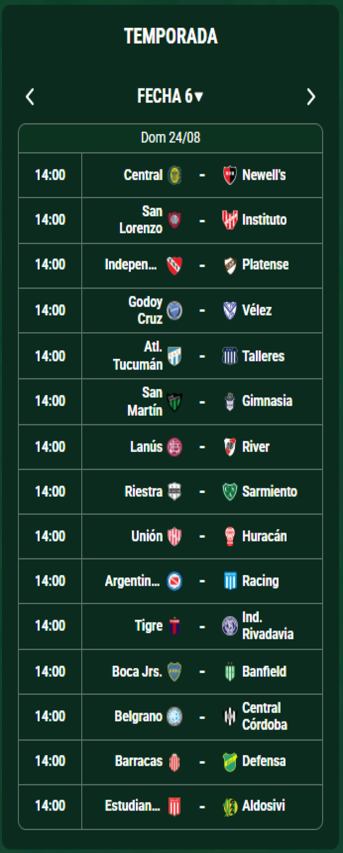 TEMPORADA
FECHA 6▼
Dom 24/08
14:00 Central - Newell's
14:00 San
Lorenzo - Instituto
14:00 Indepen... - Platense
14:00 Godoy
Cruz - Vélez
14:00 Atl.
Tucumán - Talleres
14:00 San
Martín - Gimnasia
14:00 Lanús - River
14:00 Riestra - Sarmiento
14:00 Unión - Huracán
14:00 Argentin... - Racing
14:00 Tigre - Ind.
Rivadavia
14:00 Boca Jrs. - Banfield
14:00 Belgrano - Central
Córdoba
14:00 Barracas - Defensa
14:00 Estudian... - Aldosivi